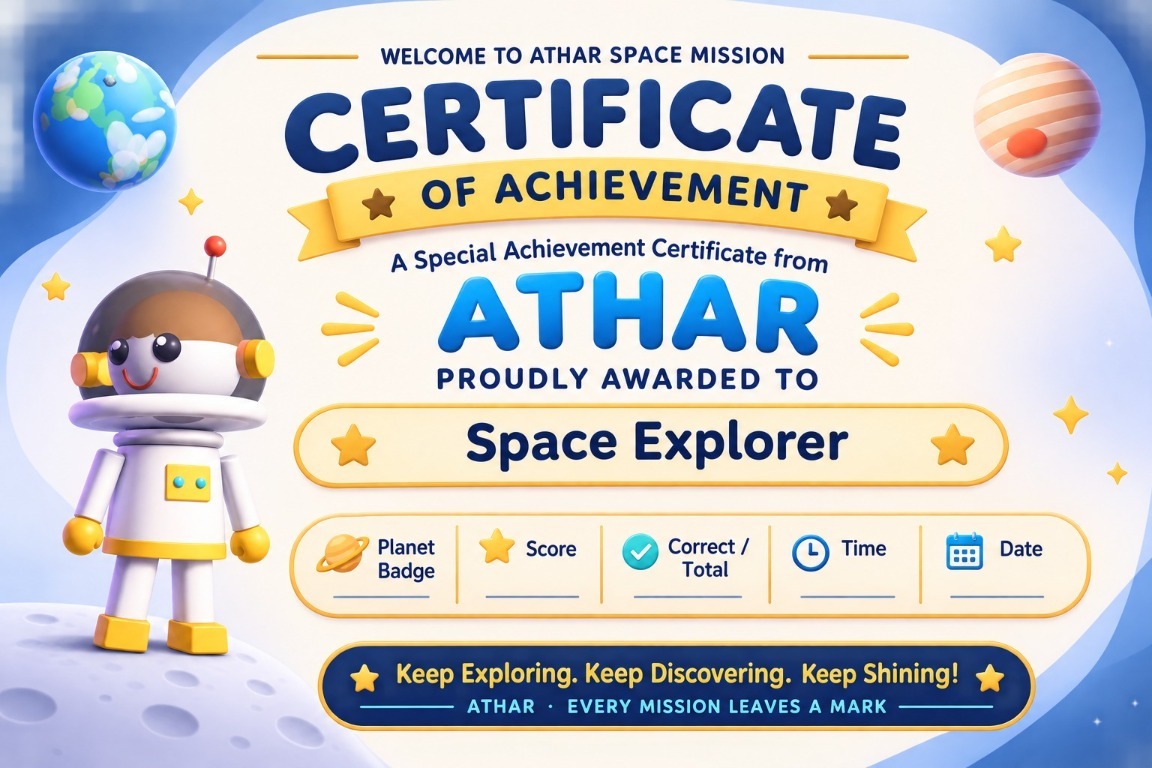 WELCOME TO ATHAR SPACE MISSION
CERTIFICATE
OF ACHIEVEMENT
A Special Achievement Certificate from
ATHAR
PROUDLY AWARDED TO
Space Explorer
Planet
Badge
Score
Correct /
Total
Time
Date
Keep Exploring. Keep Discovering. Keep Shining!
ATHAR · EVERY MISSION LEAVES A MARK